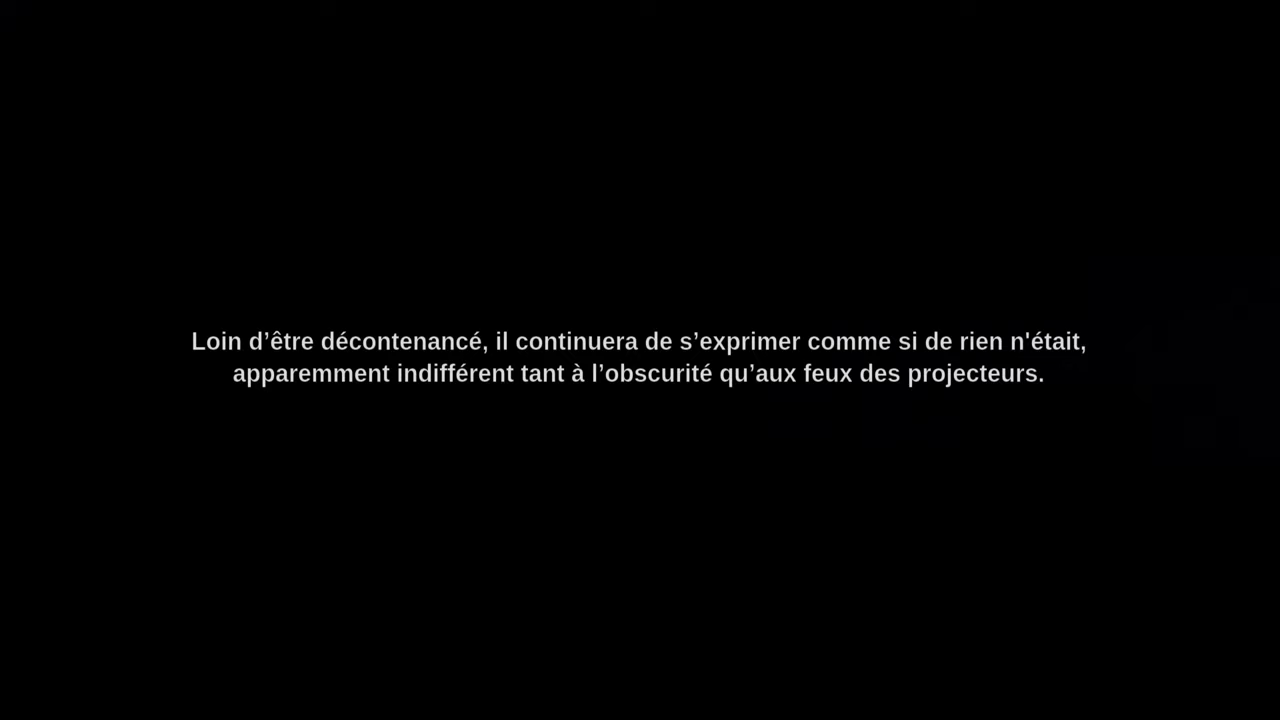 Loin d’être décontenancé, il continuera de s’exprimer comme si de rien n'était,
apparemment indifférent tant à l’obscurité qu’aux feux des projecteurs.